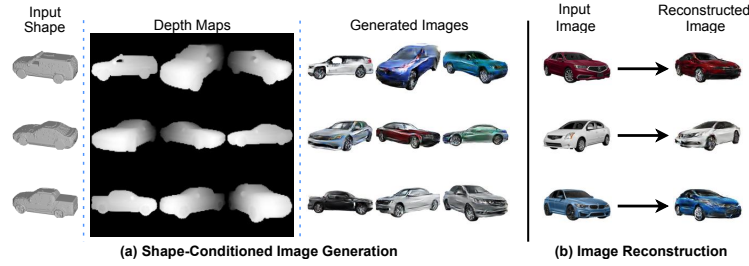 Input
Shape
Depth Maps
Generated Images
Input
Image
Reconstructed
Image
(a) Shape-Conditioned Image Generation
(b) Image Reconstruction